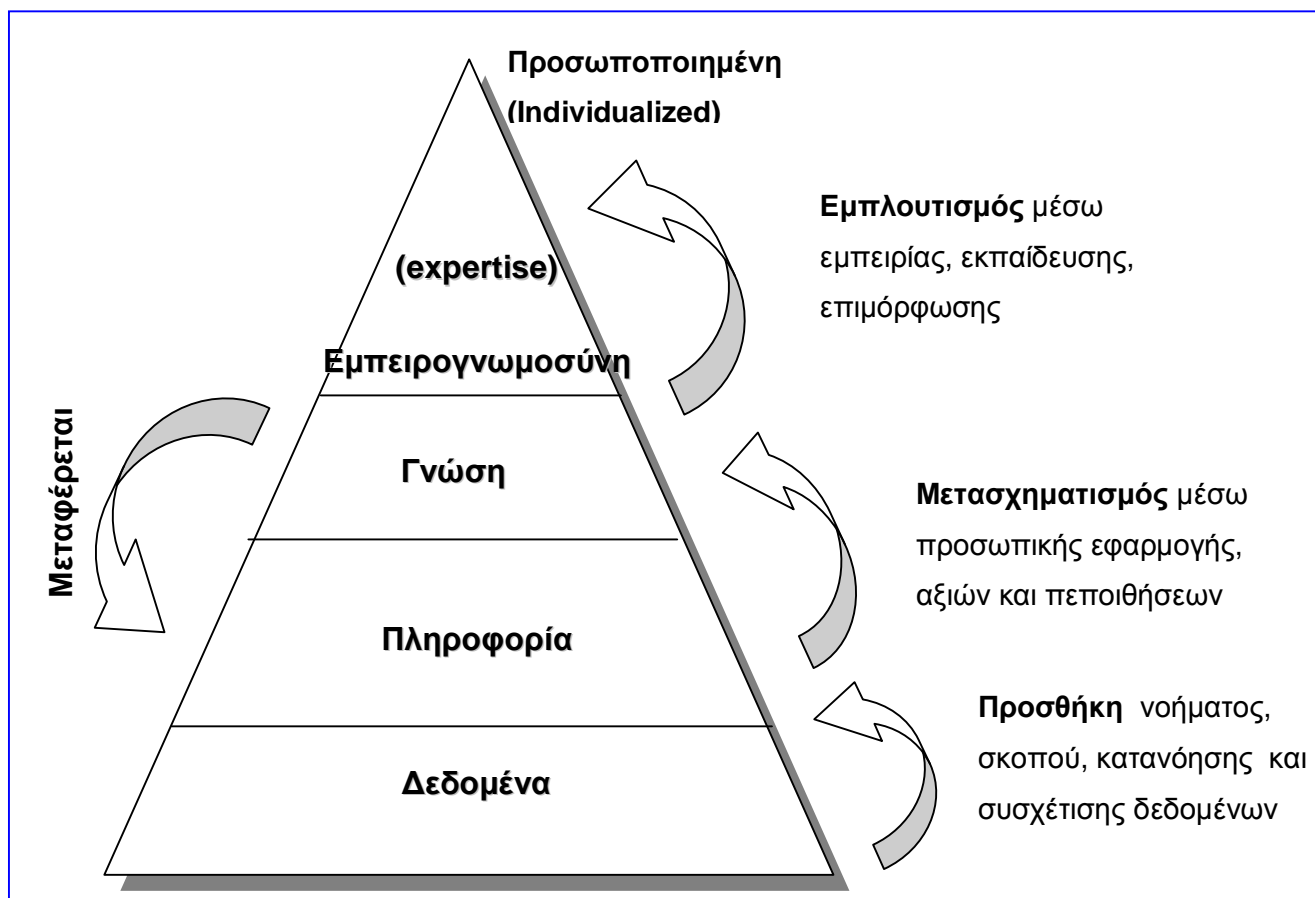 Προσωποποιημένη
(Individualized)
Εμπλουτισμός μέσω
εμπειρίας, εκπαίδευσης,
επιμόρφωσης
(expertise)
Εμπειρογνωμοσύνη
Μεταφέρεται
Γνώση
Μετασχηματισμός μέσω
προσωπικής εφαρμογής,
αξιών και πεποιθήσεων
Πληροφορία
Προσθήκη νοήματος,
σκοπού, κατανόησης και
συσχέτισης δεδομένων
Δεδομένα